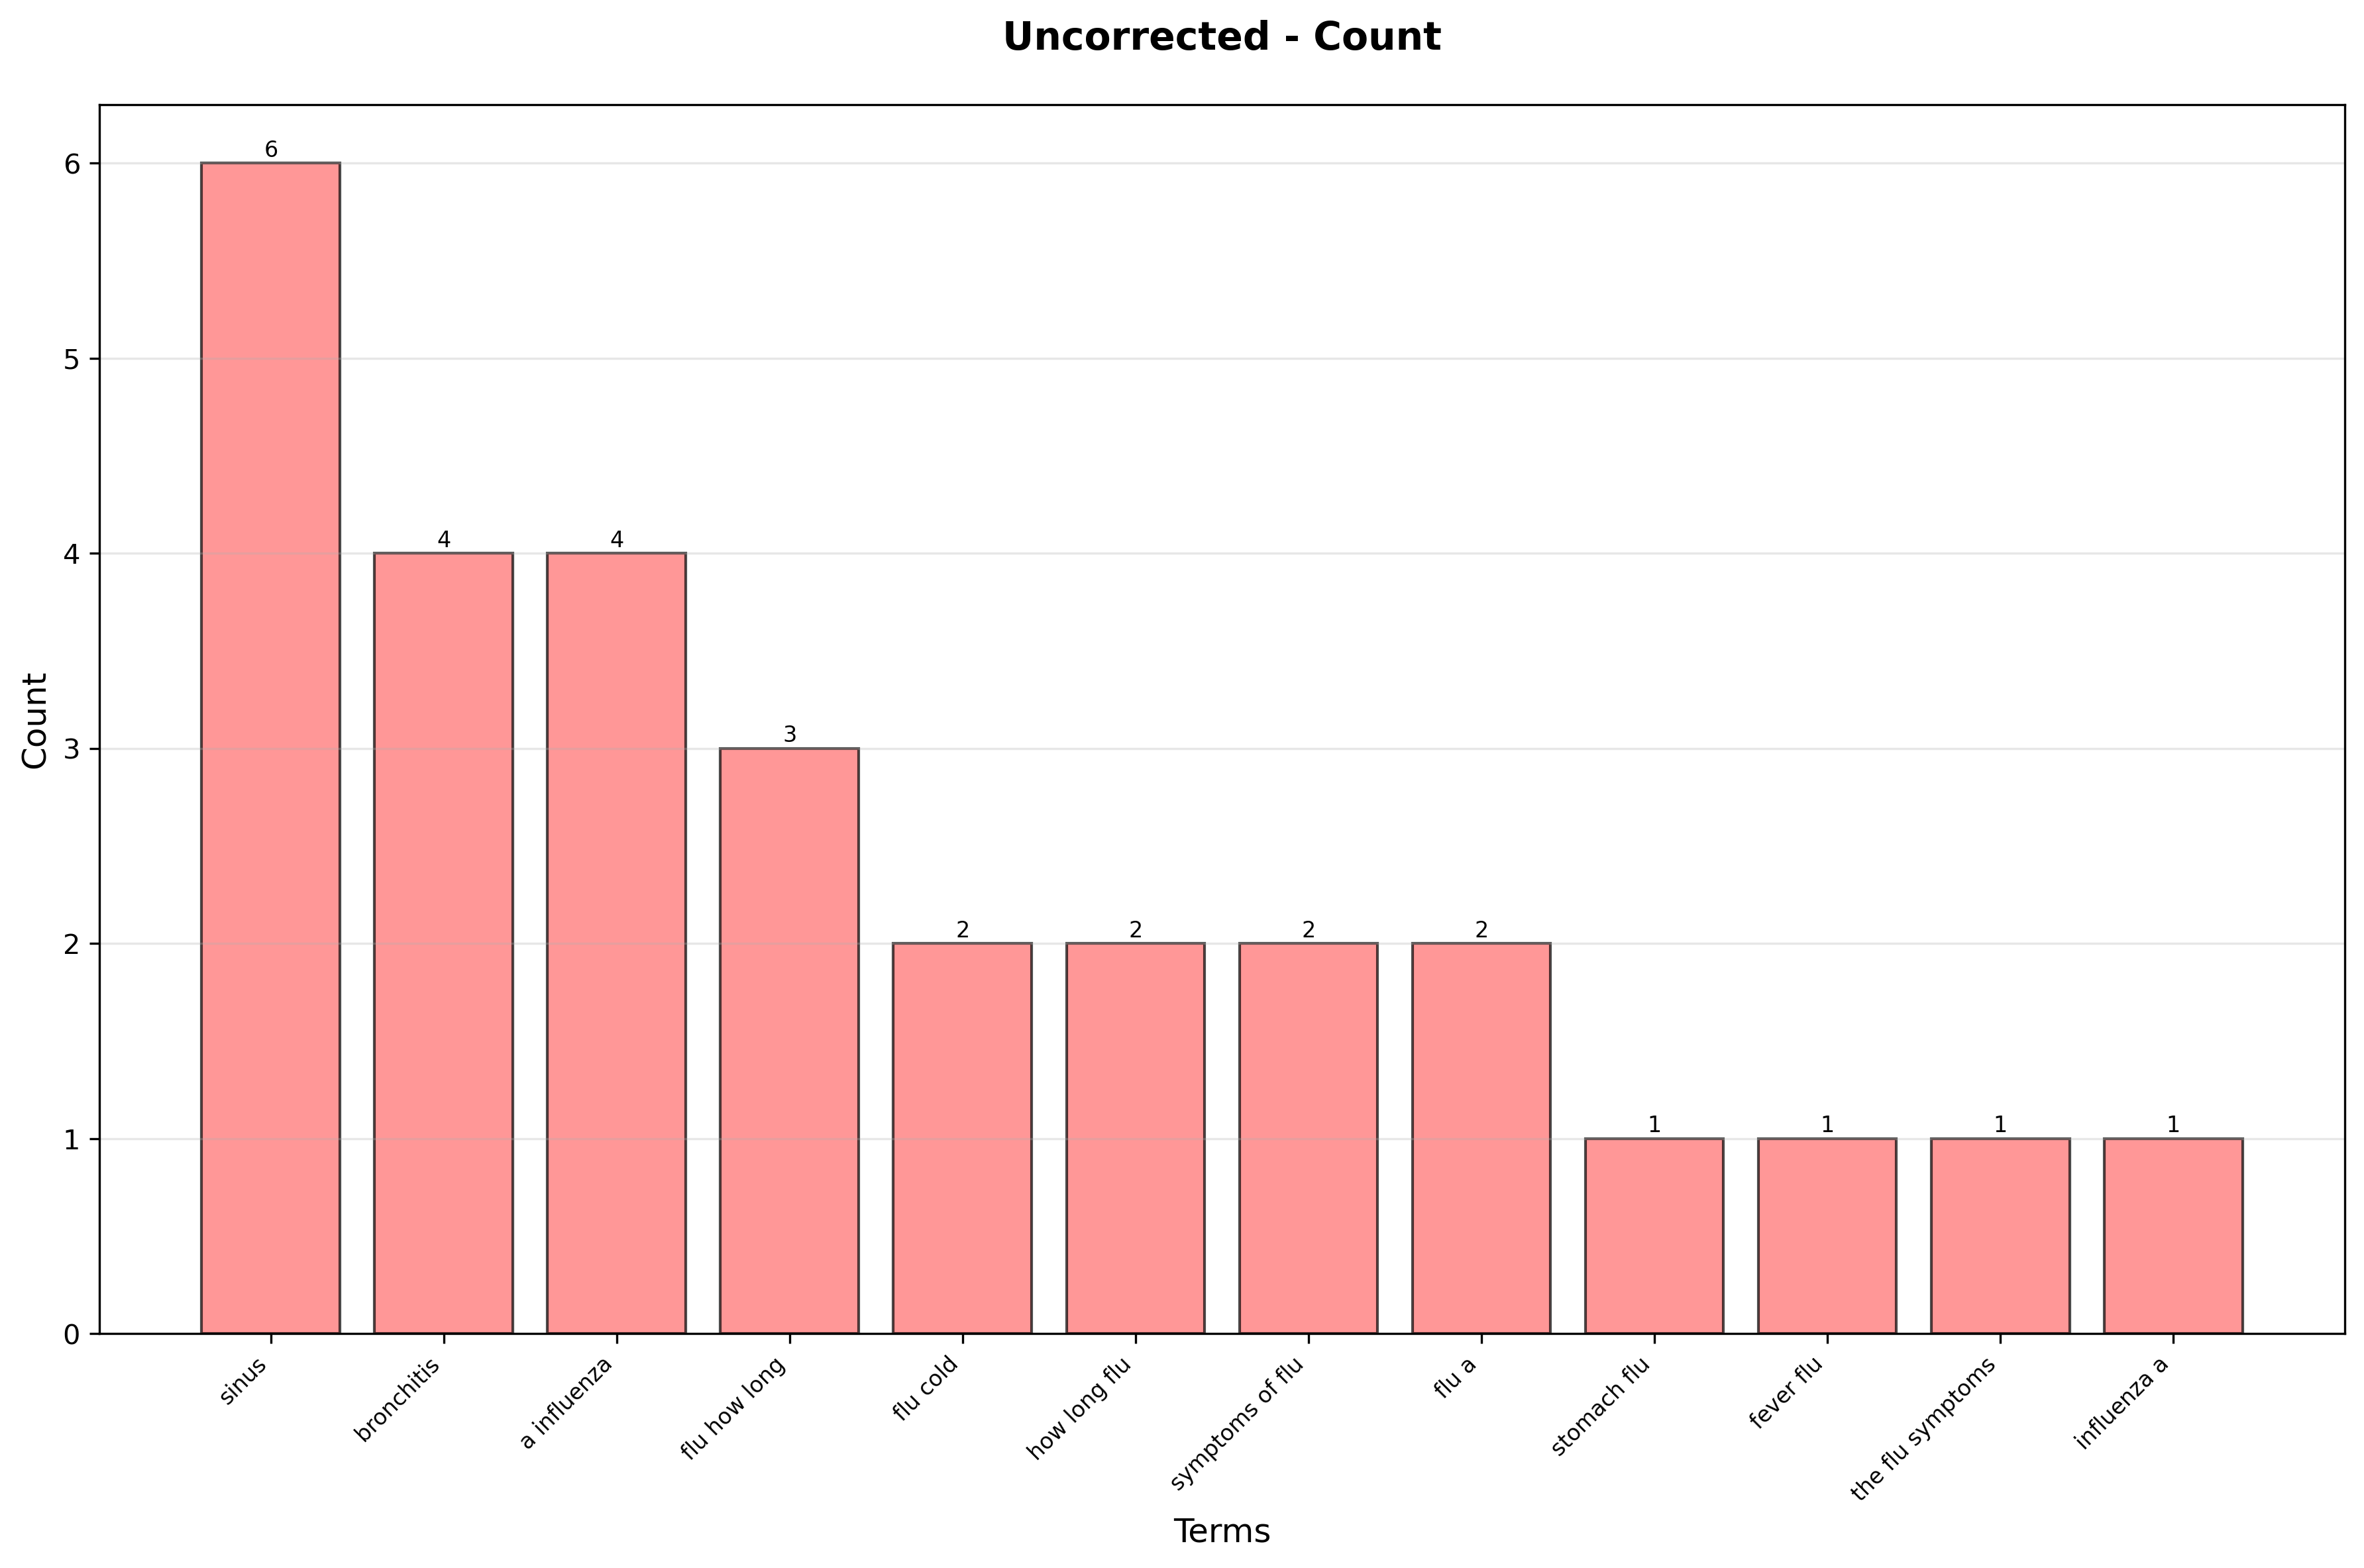 Uncorrected - Count
6
6
5
4
4
4
Count
3
3
2
2
2
2
2
1
1
1
1
1
0
sinus
bronchitis
a influenza
flu how long
flu cold
how long flu
symptoms of flu
flu a
stomach flu
fever flu
the flu symptoms
influenza a
Terms